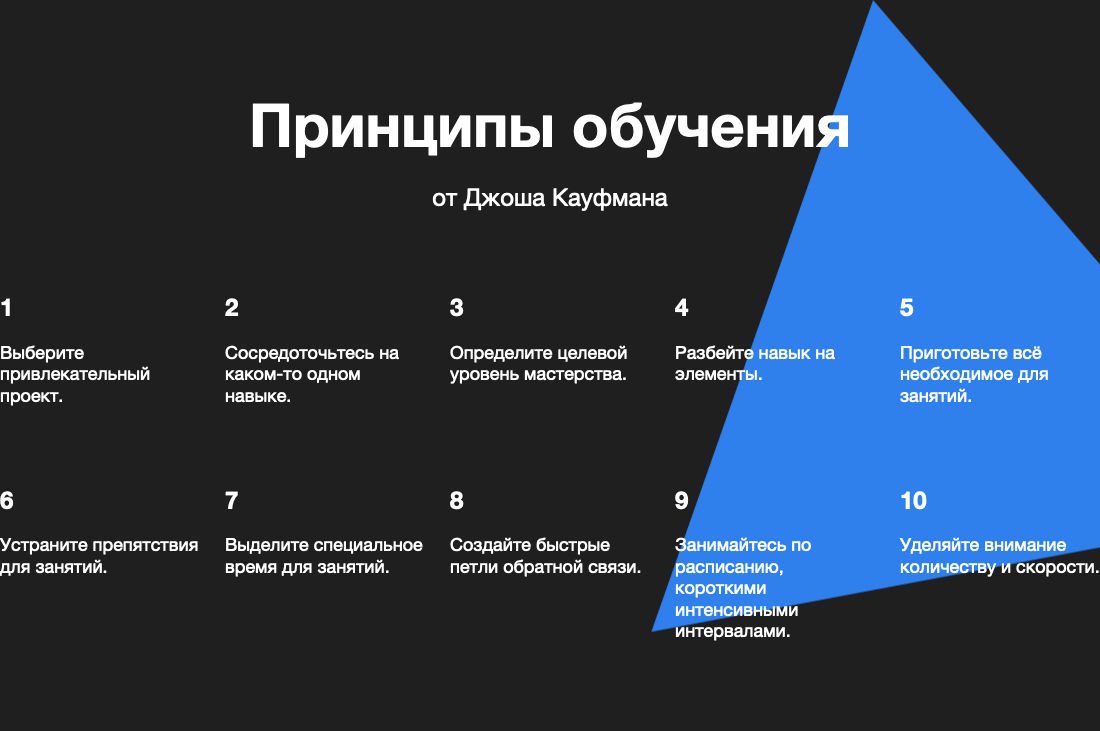 Принципы обучения
от Джоша Кауфмана
1
Выберите
привлекательный
проект.
2
Сосредоточьтесь на
каком-то одном
навыке.
3
Определите целевой
уровень мастерства.
4
Разбейте навык на
элементы.
5
Приготовьте всё
необходимое для
занятий.
6
Устраните препятствия
для занятий.
7
Выделите специальное
время для занятий.
8
Создайте быстрые
петли обратной связи.
9
Занимайтесь по
расписанию,
короткими
интенсивными
интервалами.
10
Уделяйте внимание
количеству и скорости.